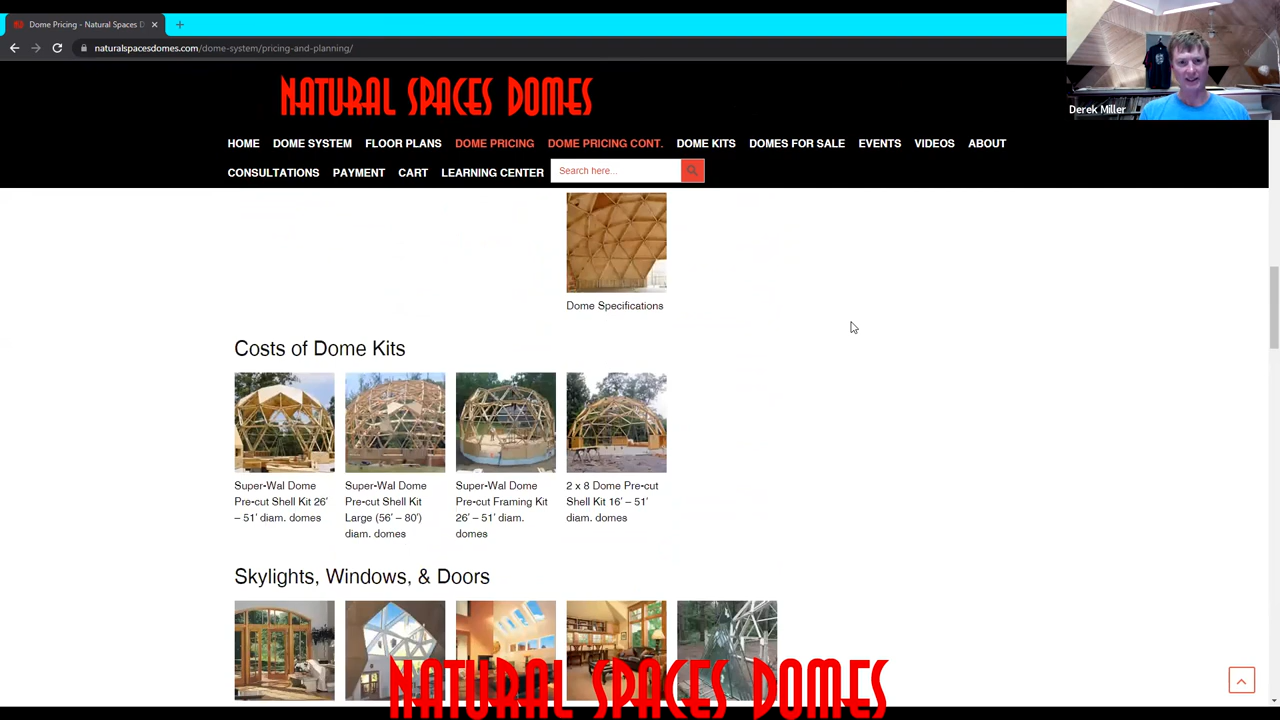 Dome Pricing - Natural Spaces D
naturalspacesdomes.com/dome-system/pricing-and-planning/
Derek Miller
NATURAL SPACES DOMES
HOME DOME SYSTEM FLOOR PLANS DOME PRICING DOME PRICING CONT. DOME KITS DOMES FOR SALE EVENTS VIDEOS ABOUT
CONSULTATIONS PAYMENT CART LEARNING CENTER Search here...
Dome Specifications
Costs of Dome Kits
Super-Wal Dome
Pre-cut Shell Kit 26'
– 51' diam. domes
Super-Wal Dome
Pre-cut Shell Kit
Large (56' – 80')
diam. domes
Super-Wal Dome
Pre-cut Framing Kit
26' – 51' diam.
domes
2 x 8 Dome Pre-cut
Shell Kit 16' – 51'
diam. domes
Skylights, Windows, & Doors
NATURAL SPACES DOMES